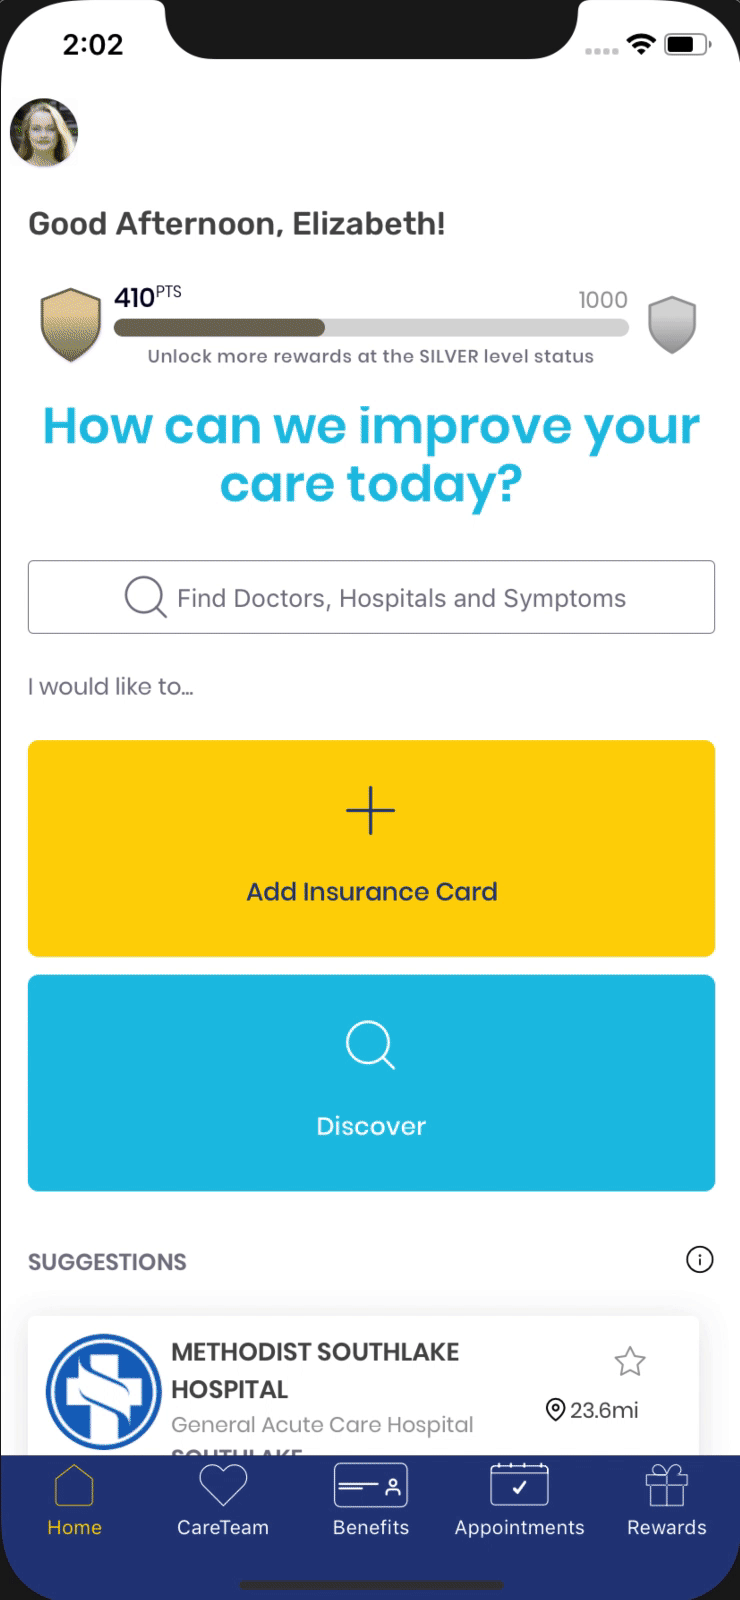 2:02
Good Afternoon, Elizabeth!
410PTS
1000
Unlock more rewards at the SILVER level status
How can we improve your
care today?
Find Doctors, Hospitals and Symptoms
I would like to...
Add Insurance Card
Discover
SUGGESTIONS
METHODIST SOUTHLAKE
HOSPITAL
23.6mi
General Acute Care Hospital
SOUTHLAKE
Home
CareTeam
Benefits
Appointments
Rewards